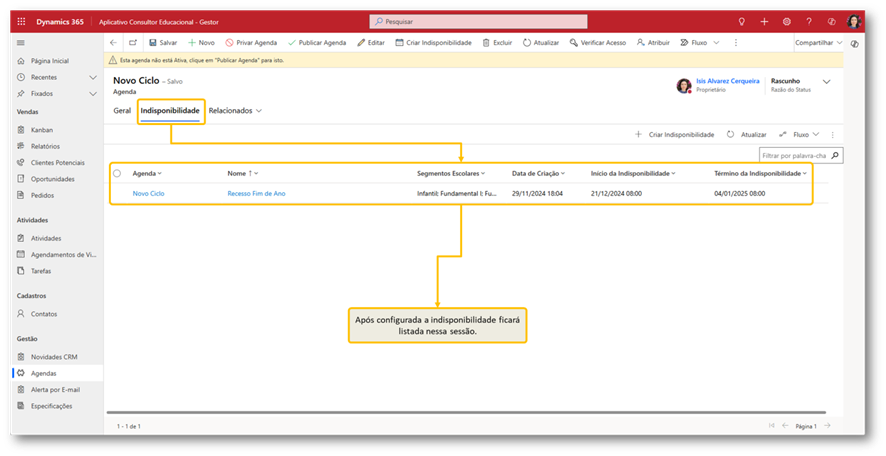 Dynamics 365
Aplicativo Consultor Educacional - Gestor
Pesquisar
Salvar
Novo
Privar Agenda
Publicar Agenda
Editar
Criar Indisponibilidade
Excluir
Atualizar
Verificar Acesso
Atribuir
Fluxo
Compartilhar
Esta agenda não está Ativa, clique em "Publicar Agenda" para isto.
Página Inicial
Recentes
Fixados
Vendas
Kanban
Relatórios
Clientes Potenciais
Oportunidades
Pedidos
Atividades
Atividades
Agendamentos de Vi...
Tarefas
Cadastros
Contatos
Gestão
Novidades CRM
Agendas
Alerta por E-mail
Especificações
Novo Ciclo - Salvo
Agenda
Isis Alvarez Cerqueira
Proprietário
Rascunho
Razão do Status
Geral
Indisponibilidade
Relacionados
Criar Indisponibilidade
Atualizar
Fluxo
Filtrar por palavra-cha
Agenda
Nome
Segmentos Escolares
Data de Criação
Inicio da Indisponibilidade
Término da Indisponibilidade
Novo Ciclo
Recesso Fim de Ano
Infantil; Fundamental I; Fu...
29/11/2024 18:04
21/12/2024 08:00
04/01/2025 08:00
Após configurada a indisponibilidade ficará
listada nessa sessão.
1 - 1 de 1
Página 1